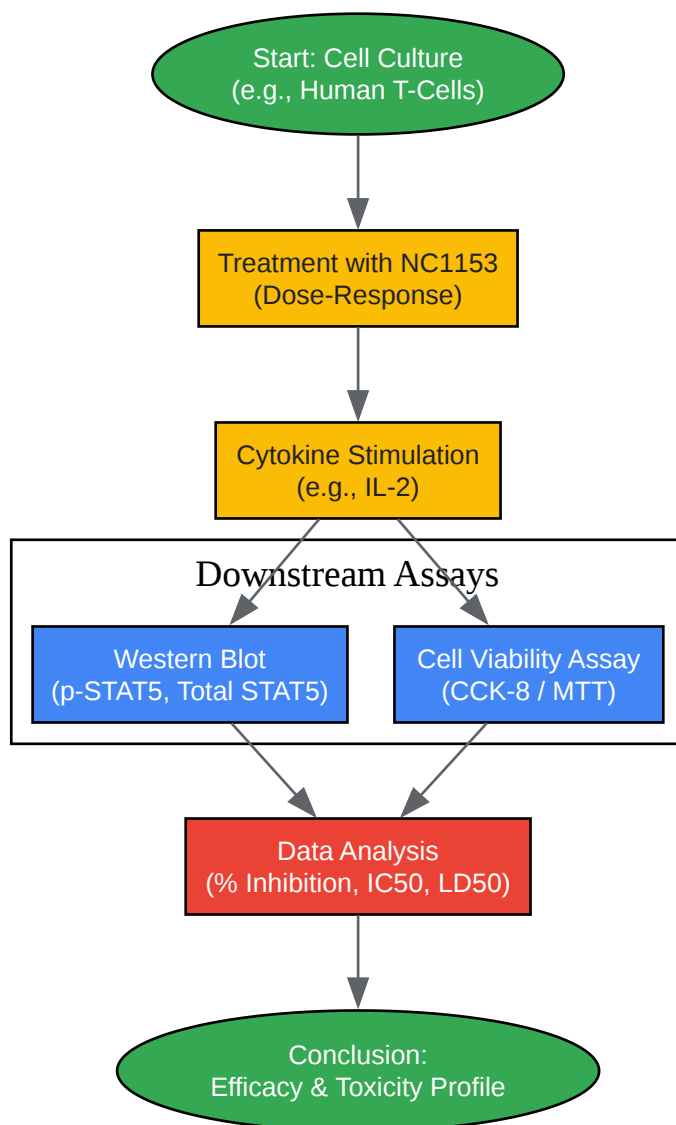 Start: Cell Culture
(e.g., Human T-Cells)
Treatment with NC1153
(Dose-Response)
Cytokine Stimulation
(e.g., IL-2)
Downstream Assays
Western Blot
(p-STAT5, Total STAT5)
Cell Viability Assay
(CCK-8 / MTT)
Data Analysis
(% Inhibition, IC50, LD50)
Conclusion:
Efficacy & Toxicity Profile